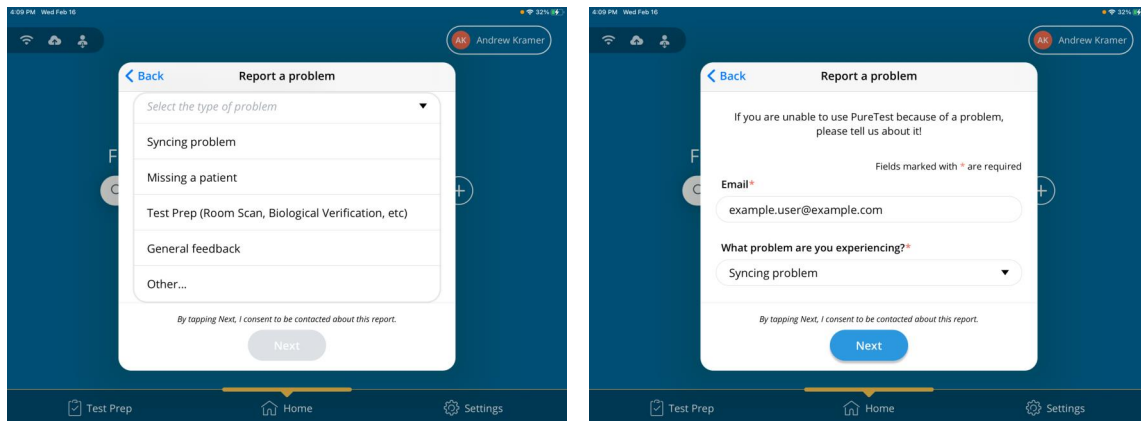 4:09 PM Wed Feb 16
32%
AK Andrew Kramer
Back
Report a problem
Select the type of problem
Syncing problem
Missing a patient
Test Prep (Room Scan, Biological Verification, etc)
General feedback
Other...
By tapping Next, I consent to be contacted about this report.
Next
F
Test Prep
Home
Settings
4:09 PM Wed Feb 16
32%
AK Andrew Kramer
Back
Report a problem
If you are unable to use PureTest because of a problem,
please tell us about it!
Fields marked with * are required
Email*
example.user@example.com
What problem are you experiencing?*
Syncing problem
By tapping Next, I consent to be contacted about this report.
Next
F
Test Prep
Home
Settings